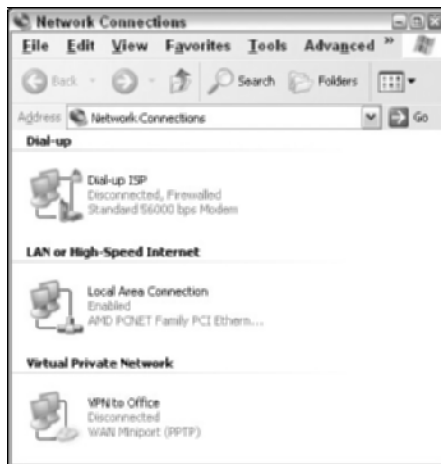 Network Connections
File Edit View Favorites Tools Advanced »
Back Search Folders
Address Network Connections Go
Dial-up
Dial-up ISP
Disconnected, Firewalled
Standard 56000 bps Modem
LAN or High-Speed Internet
Local Area Connection
Enabled
AMD PCNET Family PCI Ethern...
Virtual Private Network
VPN to Office
Disconnected
WAN Miniport (PPTP)